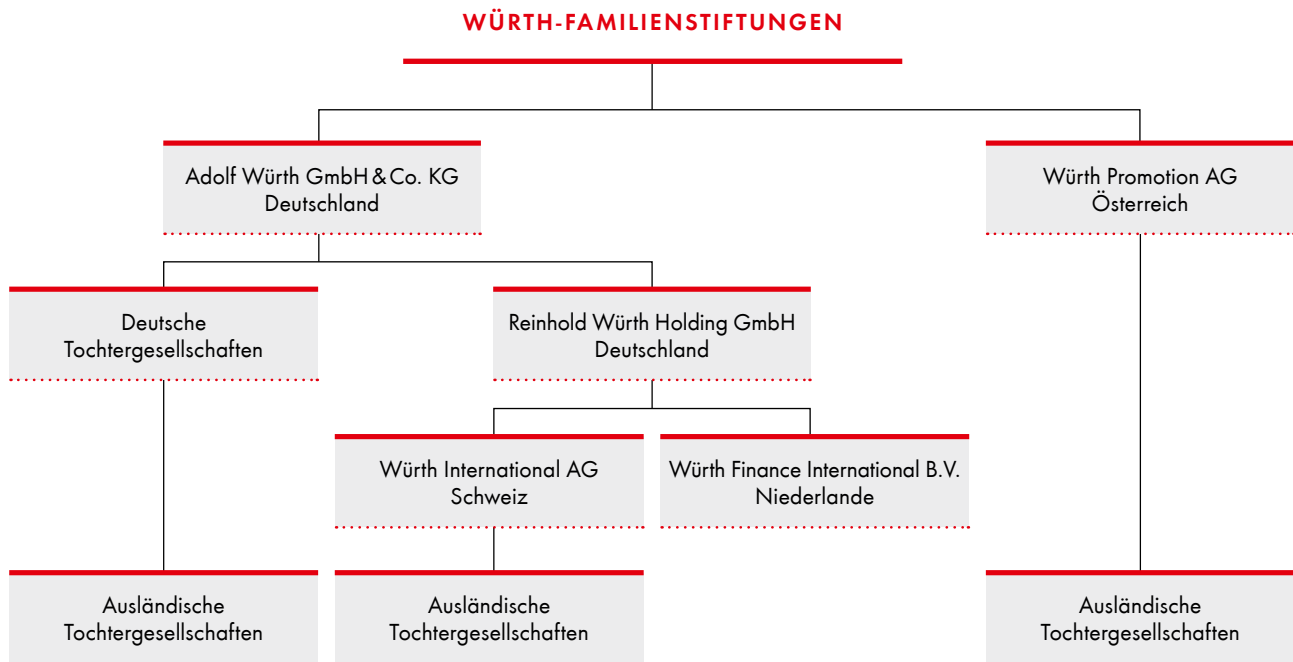 WÜRTH-FAMILIENSTIFTUNGEN
Adolf Würth GmbH & Co. KG
Deutschland
Würth Promotion AG
Österreich
Deutsche
Tochtergesellschaften
Reinhold Würth Holding GmbH
Deutschland
Würth International AG
Schweiz
Würth Finance International B.V.
Niederlande
Ausländische
Tochtergesellschaften
Ausländische
Tochtergesellschaften
Ausländische
Tochtergesellschaften